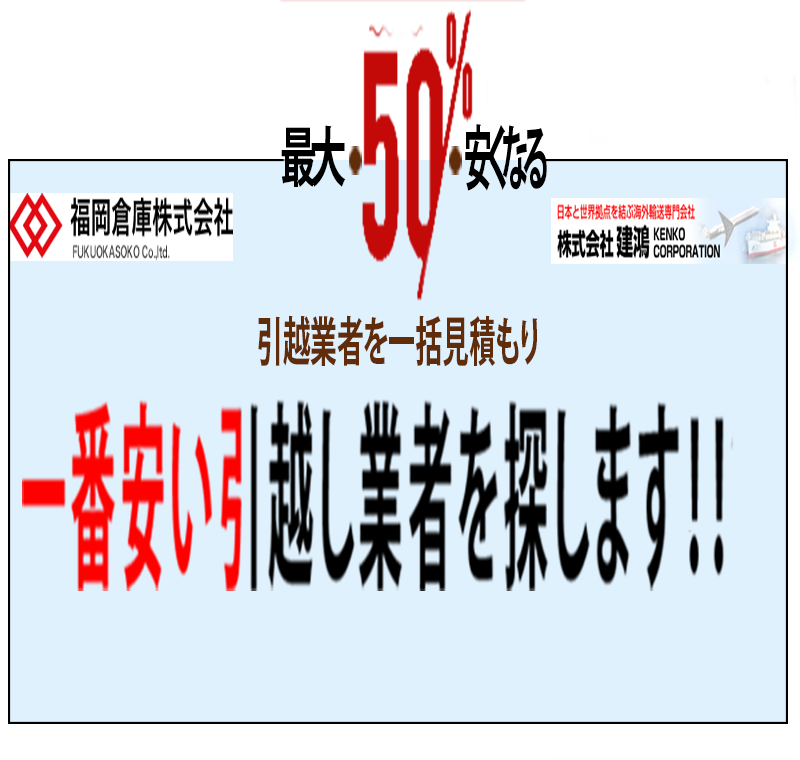 最大・50%・安くなる
福岡倉庫株式会社
FUKUOKASOKO Co.,ltd.
日本と世界拠点を結ぶ海外輸送専門会社
株式会社 建鴻 KENKO CORPORATION
引越業者を一括見積もり
一番安い引越し業者を探します!!